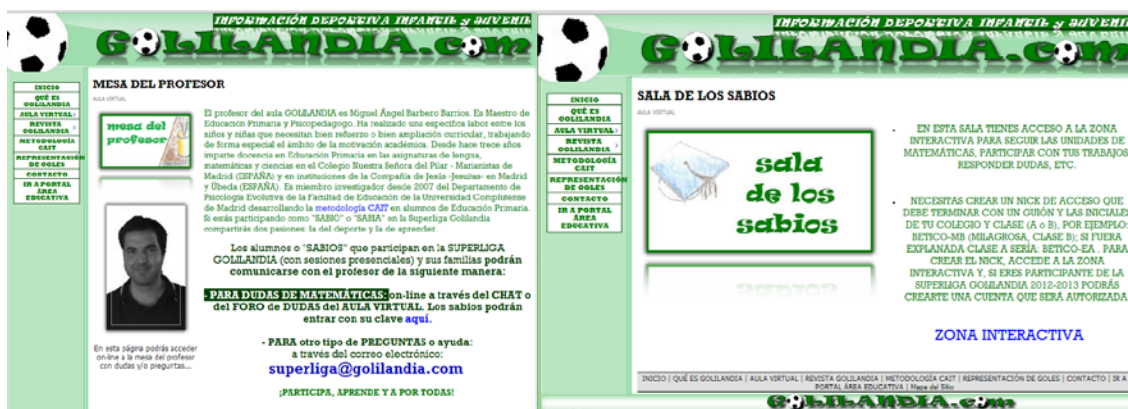 INFORMACIÓN DEPORTIVA INFANTIL y JUVENIL
GOLILANDIA.com
INICIO
QUÉ ES
GOLILANDIA
AULA VIRTUAL
REVISTA
GOLILANDIA
METODOLOGÍA
CAIT
REPRESENTACIÓN
DE GOLES
CONTACTO
IR A PORTAL
ÁREA
EDUCATIVA
MESA DEL PROFESOR
AULA VIRTUAL
mesa del
profesor
En esta página podrás acceder
on-line a la mesa del profesor
con dudas y/o preguntas...
El profesor del aula GOLILANDIA es Miguel Ángel Barbero Barrios. Es Maestro de
Educación Primaria y Psicopedagogo. Ha realizado una específica labor entre los
niños y niñas que necesitan bien refuerzo o bien ampliación curricular, trabajando
de forma especial el ámbito de la motivación académica. Desde hace trece años
imparte docencia en Educación Primaria en las asignaturas de lengua,
matemáticas y ciencias en el Colegio Nuestra Señora del Pilar - Marianistas de
Madrid (ESPAÑA) y en instituciones de la Compañía de Jesús -Jesuitas- en Madrid
y Úbeda (ESPAÑA). Es miembro investigador desde 2007 del Departamento de
Psicología Evolutiva de la Facultad de Educación de la Universidad Complutense
de Madrid desarrollando la metodología CAIT en alumnos de Educación Primaria.
Si estás participando como "SABIO" o "SABIA" en la Superliga Golilandia
compartirás dos pasiones: la del deporte y la de aprender.
Los alumnos o "SABIOS" que participan en la SUPERLIGA
GOLILANDIA (con sesiones presenciales) y sus familias podrán
comunicarse con el profesor de la siguiente manera:
- PARA DUDAS DE MATEMÁTICAS: on-line a través del CHAT o
del FORO de DUDAS del AULA VIRTUAL. Los sabios podrán
entrar con su clave aquí.
- PARA otro tipo de PREGUNTAS o ayuda:
a través del correo electrónico:
superliga@golilandia.com
¡PARTICIPA, APRENDE Y A POR TODAS!
INFORMACIÓN DEPORTIVA INFANTIL y JUVENIL
GOLILANDIA.com
INICIO
QUÉ ES
GOLILANDIA
AULA VIRTUAL
REVISTA
GOLILANDIA
METODOLOGÍA
CAIT
REPRESENTACIÓN
DE GOLES
CONTACTO
IR A PORTAL
ÁREA
EDUCATIVA
SALA DE LOS SABIOS
AULA VIRTUAL
sala
de los
sabios
• EN ESTA SALA TIENES ACCESO A LA ZONA
INTERACTIVA PARA SEGUIR LAS UNIDADES DE
MATEMÁTICAS, PARTICIPAR CON TUS TRABAJOS,
RESPONDER DUDAS, ETC.
• NECESITAS CREAR UN NICK DE ACCESO QUE
DEBE TERMINAR CON UN GUIÓN Y LAS INICIALES
DE TU COLEGIO Y CLASE (A o B), POR EJEMPLO:
BETICO-MB (MILAGROSA, CLASE B); SI FUERA
EXPLANADA CLASE A SERÍA: BETICO-EA . PARA
CREAR EL NICK, ACCEDE A LA ZONA
INTERACTIVA Y, SI ERES PARTICIPANTE DE LA
SUPERLIGA GOLILANDIA 2012-2013 PODRÁS
CREARTE UNA CUENTA QUE SERÁ AUTORIZADA.
ZONA INTERACTIVA
INICIO | QUÉ ES GOLILANDIA | AULA VIRTUAL | REVISTA GOLILANDIA | METODOLOGÍA CAIT | REPRESENTACIÓN DE GOLES | CONTACTO | IR A
PORTAL ÁREA EDUCATIVA | Mapa del Sitio
GOLILANDIA.com